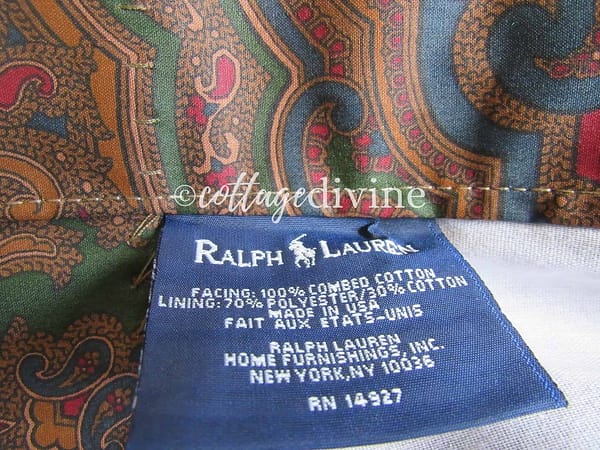 ©cottagedivine
RALPH LAUREN
FACING: 100% COMBED COTTON
LINING: 70% POLYESTER/30% COTTON
MADE IN USA
FAIT AUX ETATS-UNIS
RALPH LAUREN
HOME FURNISHINGS, INC.
NEW YORK,NY 10036
RN 14927